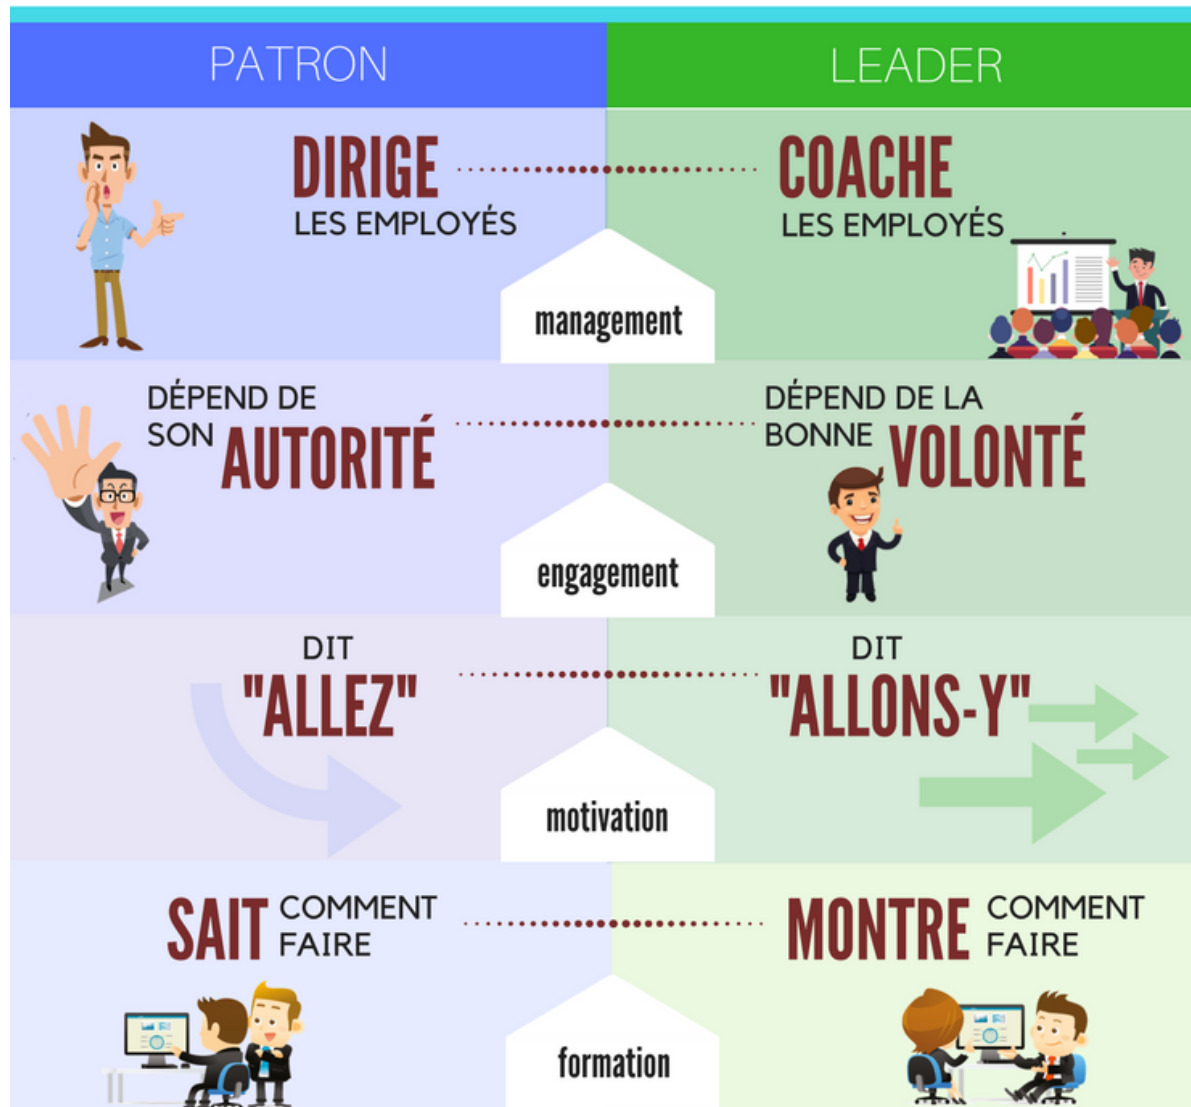 PATRON
LEADER
DIRIGE
LES EMPLOYÉS
COACHE
LES EMPLOYÉS
management
DÉPEND DE
SON AUTORITÉ
DÉPEND DE LA
BONNE VOLONTÉ
engagement
DIT
"ALLEZ"
DIT
"ALLONS-Y"
motivation
SAIT COMMENT
FAIRE
MONTRE COMMENT
FAIRE
formation